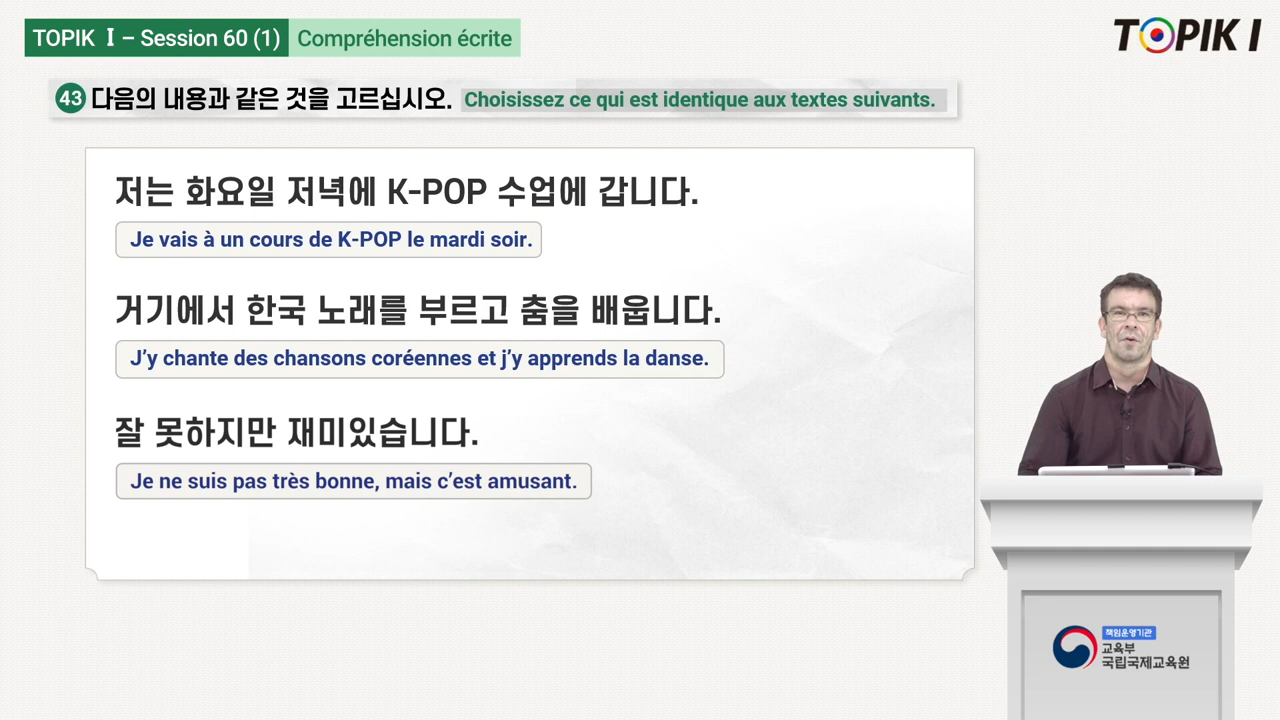 TOPIK Ⅰ – Session 60 (1) Compréhension écrite
TOPIK I
43 다음의 내용과 같은 것을 고르십시오. Choisissez ce qui est identique aux textes suivants.
저는 화요일 저녁에 K-POP 수업에 갑니다.
Je vais à un cours de K-POP le mardi soir.
거기에서 한국 노래를 부르고 춤을 배웁니다.
J’y chante des chansons coréennes et j’y apprends la danse.
잘 못하지만 재미있습니다.
Je ne suis pas très bonne, mais c’est amusant.
책임운영기관
교육부
국립국제교육원